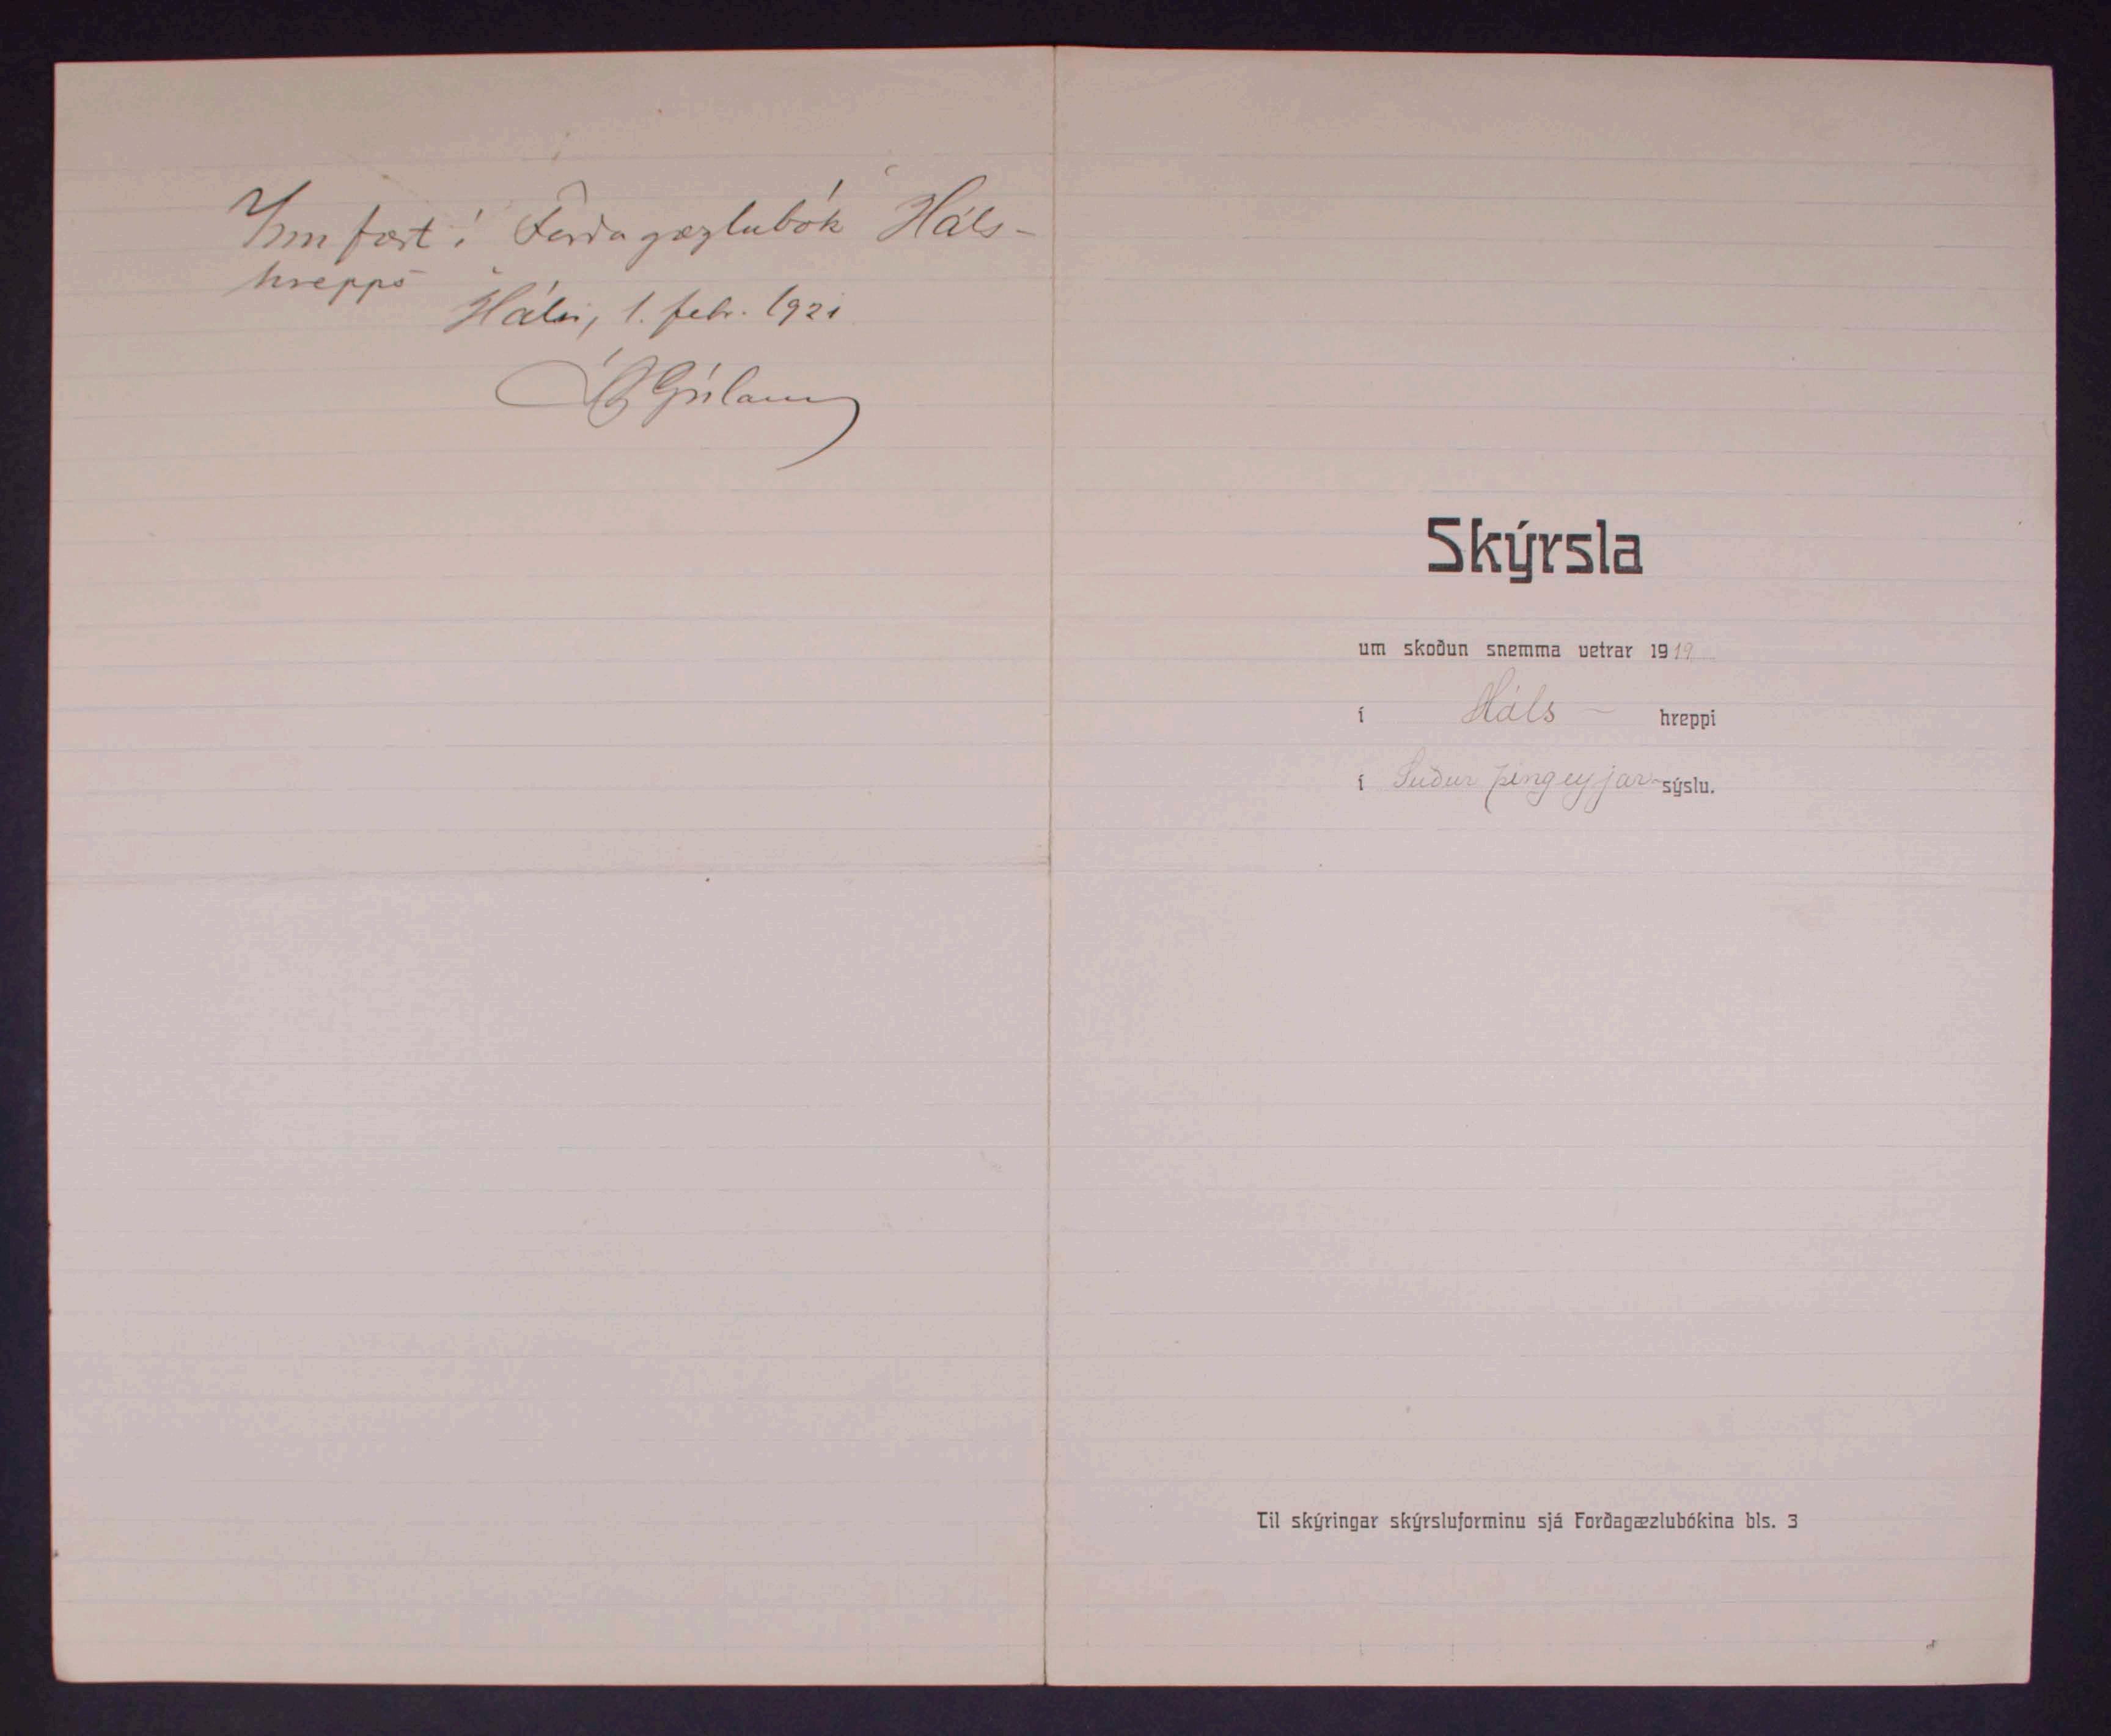 Innfært í Forðagæzlubók Háls-
hrepps
Hálsi, 1. febr. 1921
Skýrsla
um skoðun snemma vetrar 1919
í Háls - hreppi
í Suður þingeyjar sýslu.
Til skýringar skýrsluforminu sjá Forðagæzlubókina bls. 3